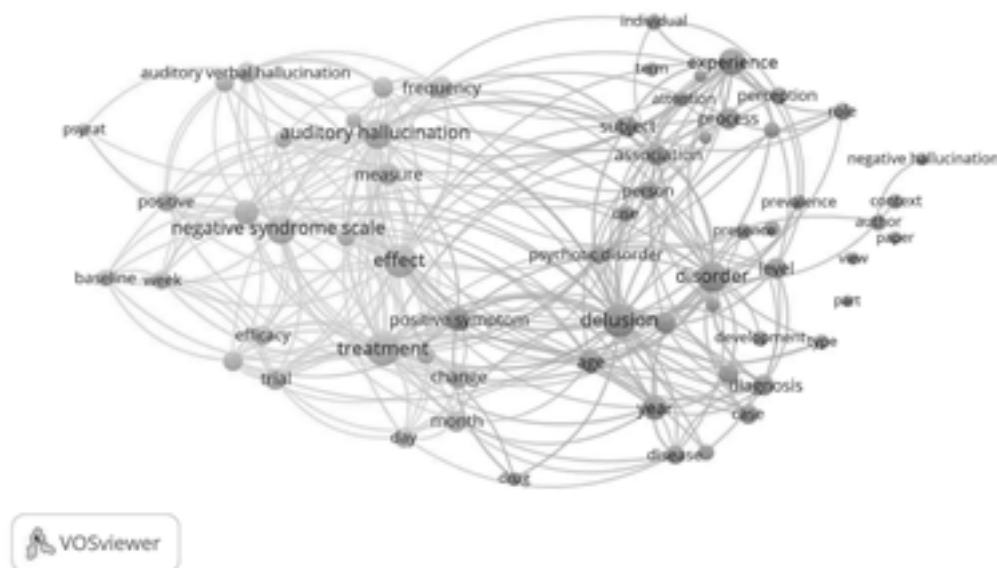 individual
experience
term
auditory verbal hallucination
frequency
attention
perception
process
role
psyrat
auditory hallucination
subject
association
negative hallucination
measure
person
positive
prevalence
context
one
author
negative syndrome scale
presence
paper
psychotic disorder
view
effect
level
disorder
baseline
week
part
positive symptom
delusion
efficacy
development
type
treatment
age
trial
change
diagnosis
year
case
month
day
disease
drug
VOSviewer